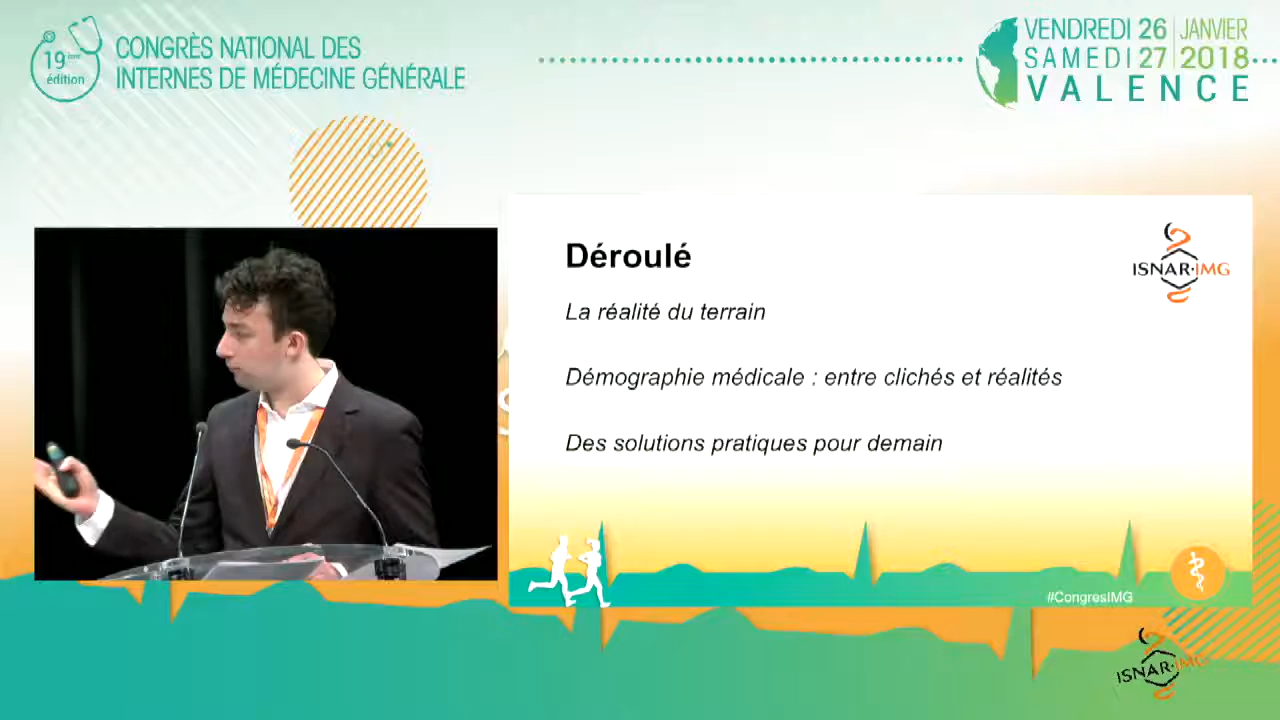 19ème
édition
CONGRÈS NATIONAL DES
INTERNES DE MÉDECINE GÉNÉRALE
VENDREDI 26 JANVIER
SAMEDI 27 2018
VALENCE
Déroulé
ISNAR-IMG
La réalité du terrain
Démographie médicale : entre clichés et réalités
Des solutions pratiques pour demain
#CongresIMG
ISNAR-IMG